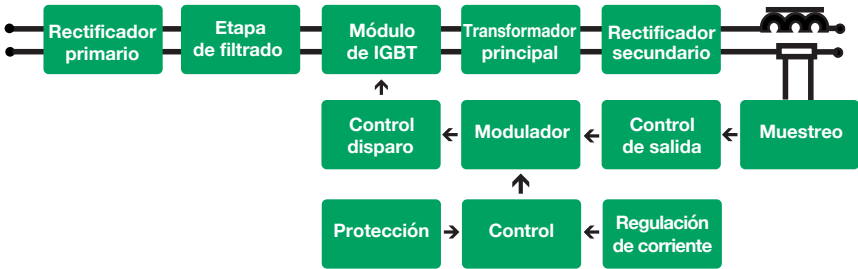 Rectificador
primario
Etapa
de filtrado
Módulo
de IGBT
Transformador
principal
Rectificador
secundario
Control
disparo
Modulador
Control
de salida
Muestreo
Protección
Control
Regulación
de corriente